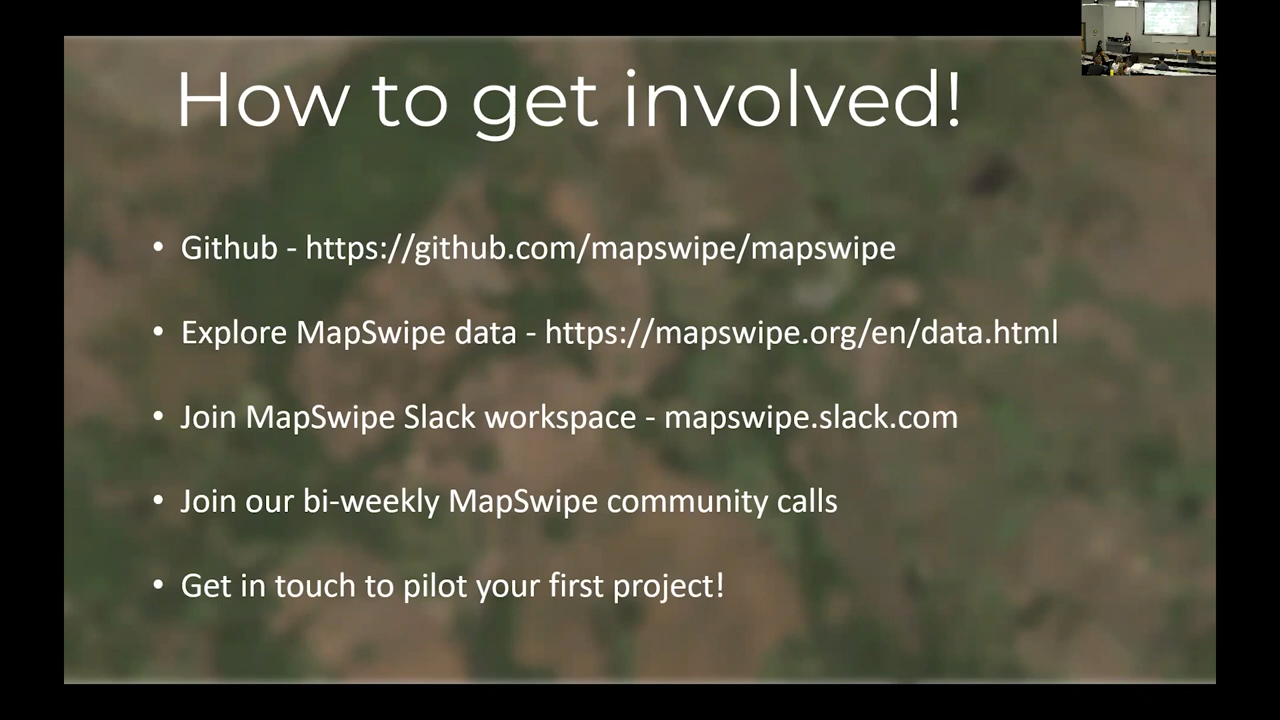 How to get involved!
• Github - https://github.com/mapswipe/mapswipe
• Explore MapSwipe data - https://mapswipe.org/en/data.html
• Join MapSwipe Slack workspace - mapswipe.slack.com
• Join our bi-weekly MapSwipe community calls
• Get in touch to pilot your first project!